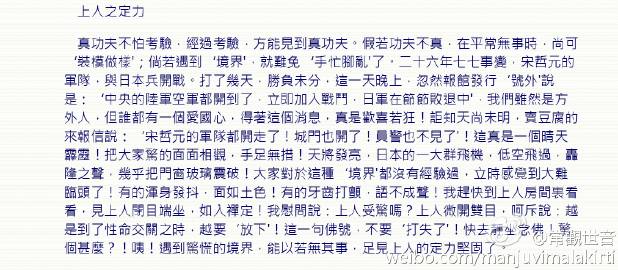 上人之定力
真功夫不怕考驗，經過考驗，方能見到真功夫。假若功夫不真，在平常無事時，尚可
‘裝模做樣’；倘若遇到‘境界’，就難免‘手忙腳亂’了，二十六年七七事變，宋哲元的
軍隊，與日本兵開戰。打了幾天，勝負未分，這一天晚上，忽然報館發行‘號外’說
是：‘中央的陸軍空軍都開到了，立即加入戰鬥，日軍在節節敗退中’，我們雖然是方
外人，但誰都有一個愛國心，得著這個消息，真是歡喜若狂！詎知天尚未明，賣豆腐的
來報信說：‘宋哲元的軍隊都開走了！城門也開了！員警也不見了’！這真是一個晴天
霹靂！把大家驚的面面相觀，手足無措！天將發亮，日本的一大群飛機，低空飛過，轟
隆之聲，幾乎把門窗玻璃震破！大家對於這種‘境界’都沒有經驗過，立時感覺到大難
臨頭了！有的渾身發抖，面如土色！有的牙齒打顫，語不成聲！我趕快到上人房間裏看
看，見上人閉目端坐，如入禪定！我慰問說：上人受驚嗎？上人微開雙目，呵斥說：越
是到了性命交關之時，越要‘放下’！這一句佛號，不要‘打失了’！快去靜坐念佛！驚
個甚麼？！咦！遇到驚慌的境界，能以若無其事，足見上人的定力堅固了。
@常觀世音
weibo.com/manjuvimalakirti